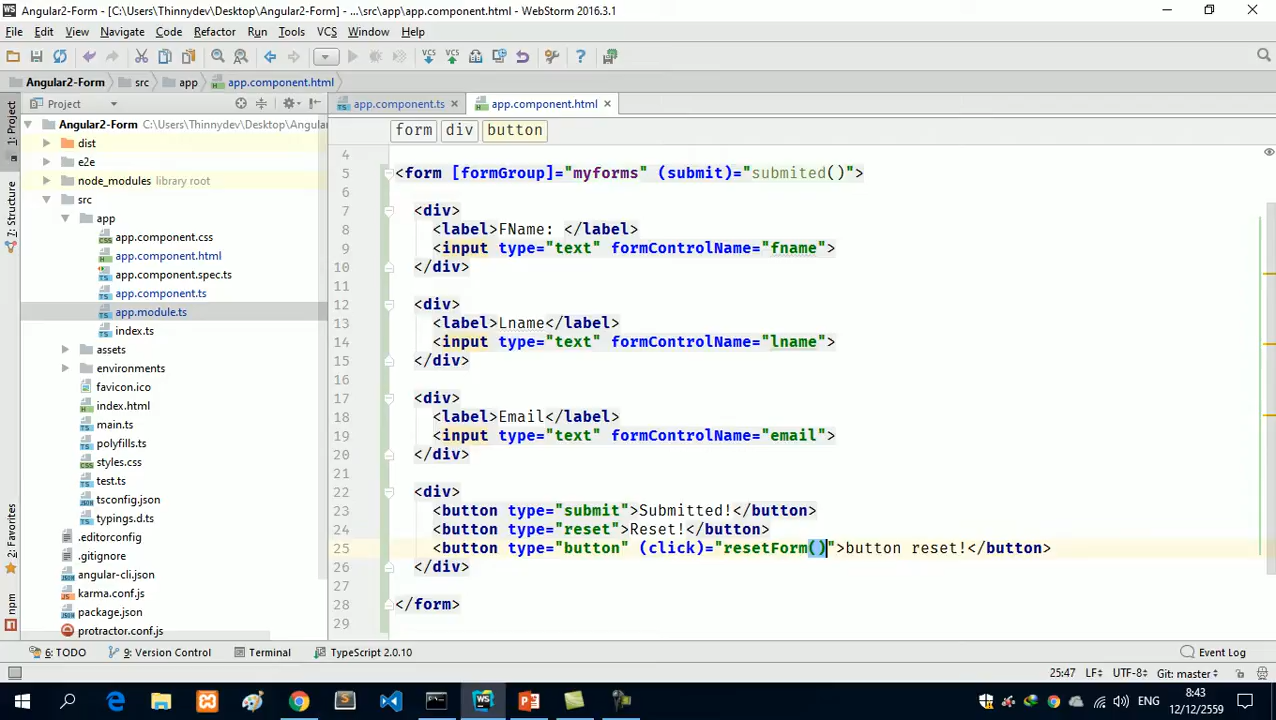 Angular2-Form - [C:\Users\Thinnydev\Desktop\Angular2-Form] - ...\src\app\app.component.html - WebStorm 2016.3.1
File Edit View Navigate Code Refactor Run Tools VCS Window Help
VCS VCS
Angular2-Form src app app.component.html
Project
app.component.ts app.component.html
form div button
1: Project
7: Structure
2: Favorites
npm
Angular2-Form C:\Users\Thinnydev\Desktop\Angular
dist
e2e
node_modules library root
src
app
app.component.css
app.component.html
app.component.spec.ts
app.component.ts
app.module.ts
index.ts
assets
environments
favicon.ico
index.html
main.ts
polyfills.ts
styles.css
test.ts
tsconfig.json
typings.d.ts
.editorconfig
.gitignore
angular-cli.json
karma.conf.js
package.json
protractor.conf.js
4
5 <form [formGroup]="myforms" (submit)="submited()">
6
7 <div>
8 <label>FName: </label>
9 <input type="text" formControlName="fname">
10 </div>
11
12 <div>
13 <label>Lname</label>
14 <input type="text" formControlName="lname">
15 </div>
16
17 <div>
18 <label>Email</label>
19 <input type="text" formControlName="email">
20 </div>
21
22 <div>
23 <button type="submit">Submitted!</button>
24 <button type="reset">Reset!</button>
25 <button type="button" (click)="resetForm()">button reset!</button>
26 </div>
27
28 </form>
29
6: TODO 9: Version Control Terminal TypeScript 2.0.10 Event Log
25:47 LF÷ UTF-8÷ Git: master÷
ENG 8:43
12/12/2559